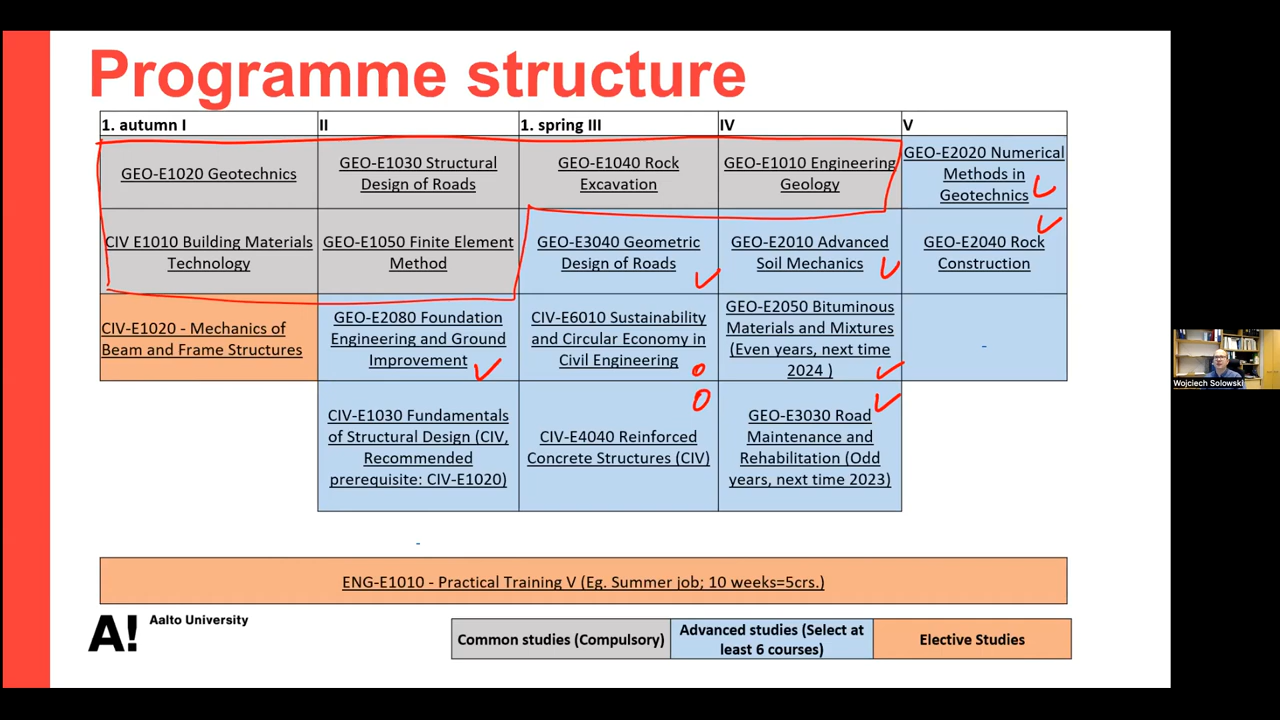 Programme structure
1. autumn I
II
1. spring III
IV
V
GEO-E1020 Geotechnics
GEO-E1030 Structural
Design of Roads
GEO-E1040 Rock
Excavation
GEO-E1010 Engineering
Geology
GEO-E2020 Numerical
Methods in
Geotechnics
CIV E1010 Building Materials
Technology
GEO-E1050 Finite Element
Method
GEO-E3040 Geometric
Design of Roads
GEO-E2010 Advanced
Soil Mechanics
GEO-E2040 Rock
Construction
CIV-E1020 - Mechanics of
Beam and Frame Structures
GEO-E2080 Foundation
Engineering and Ground
Improvement
CIV-E6010 Sustainability
and Circular Economy in
Civil Engineering
GEO-E2050 Bituminous
Materials and Mixtures
(Even years, next time
2024 )
CIV-E1030 Fundamentals
of Structural Design (CIV,
Recommended
prerequisite: CIV-E1020)
CIV-E4040 Reinforced
Concrete Structures (CIV)
GEO-E3030 Road
Maintenance and
Rehabilitation (Odd
years, next time 2023)
ENG-E1010 - Practical Training V (Eg. Summer job; 10 weeks=5crs.)
A!
Aalto University
Common studies (Compulsory)
Advanced studies (Select at
least 6 courses)
Elective Studies
Wojciech Solowski